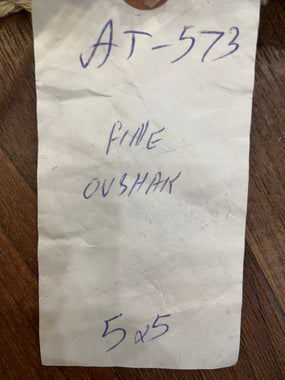 AT-573
FINE
OUSHAK
5x5